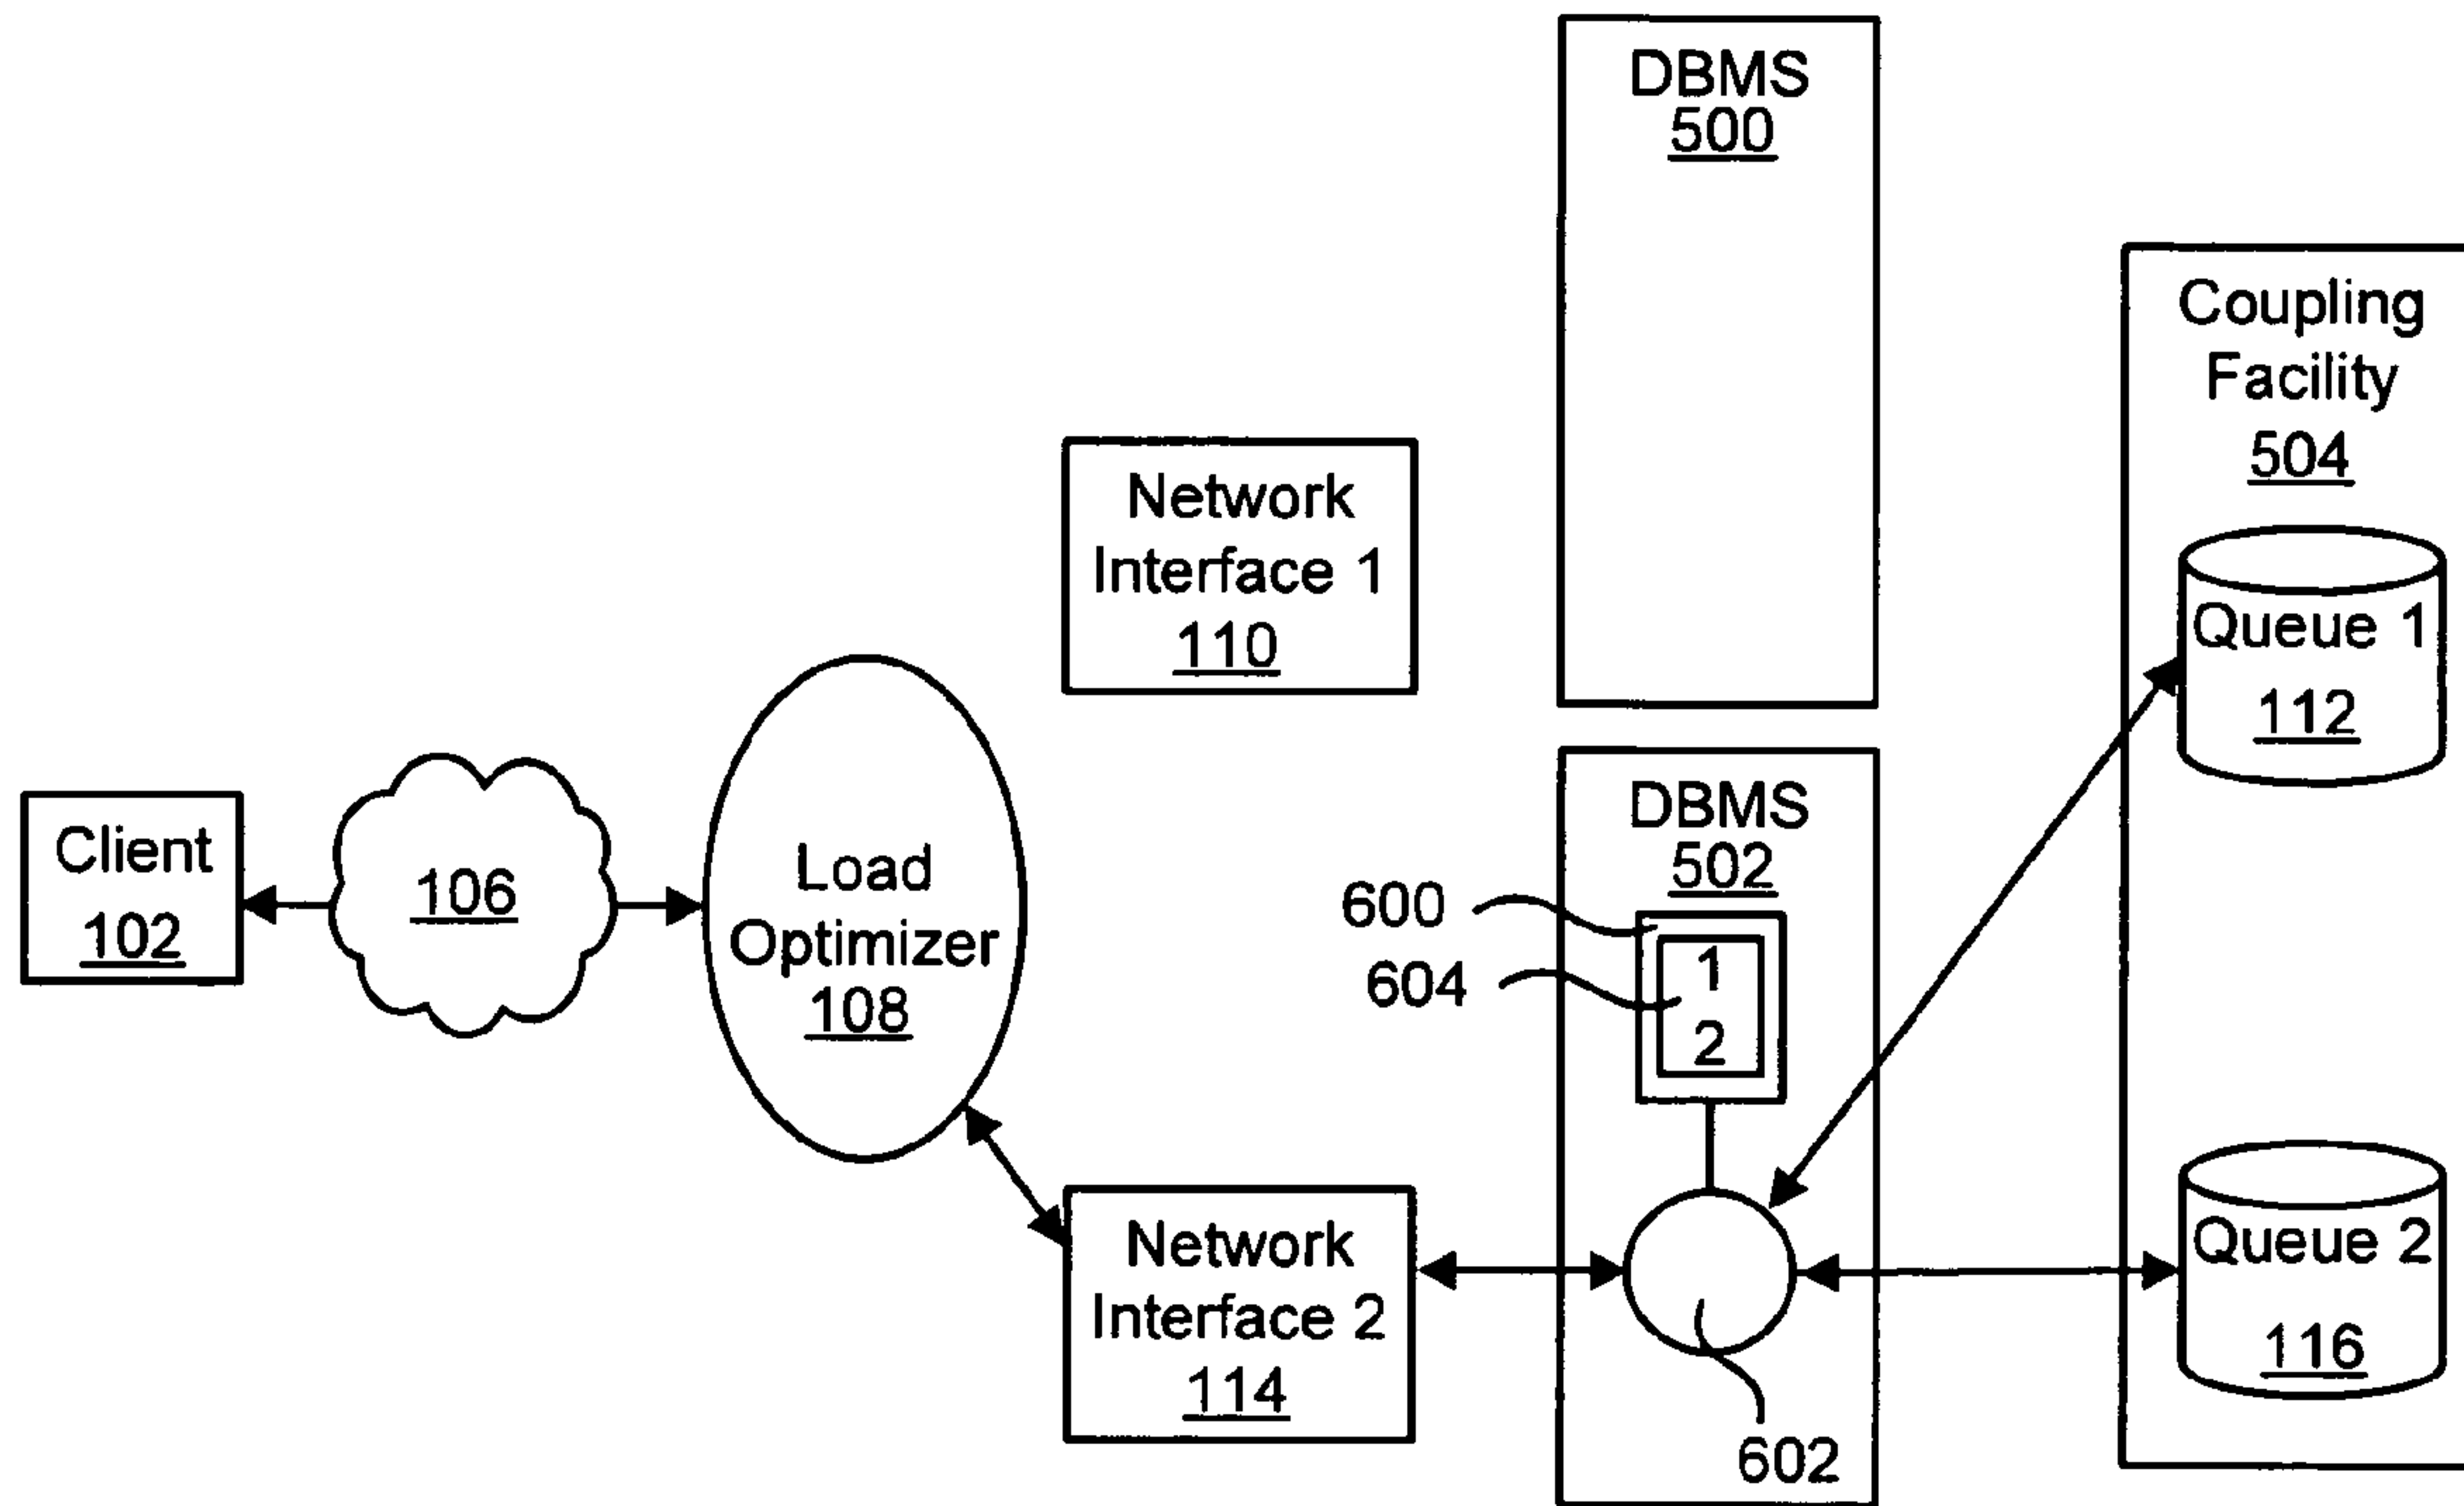 DBMS
500
Coupling
Facility
504
Network
Interface 1
110
Queue 1
112
Client
102
106
Load
Optimizer
108
DBMS
502
600
604
1
2
Network
Interface 2
114
Queue 2
116
602